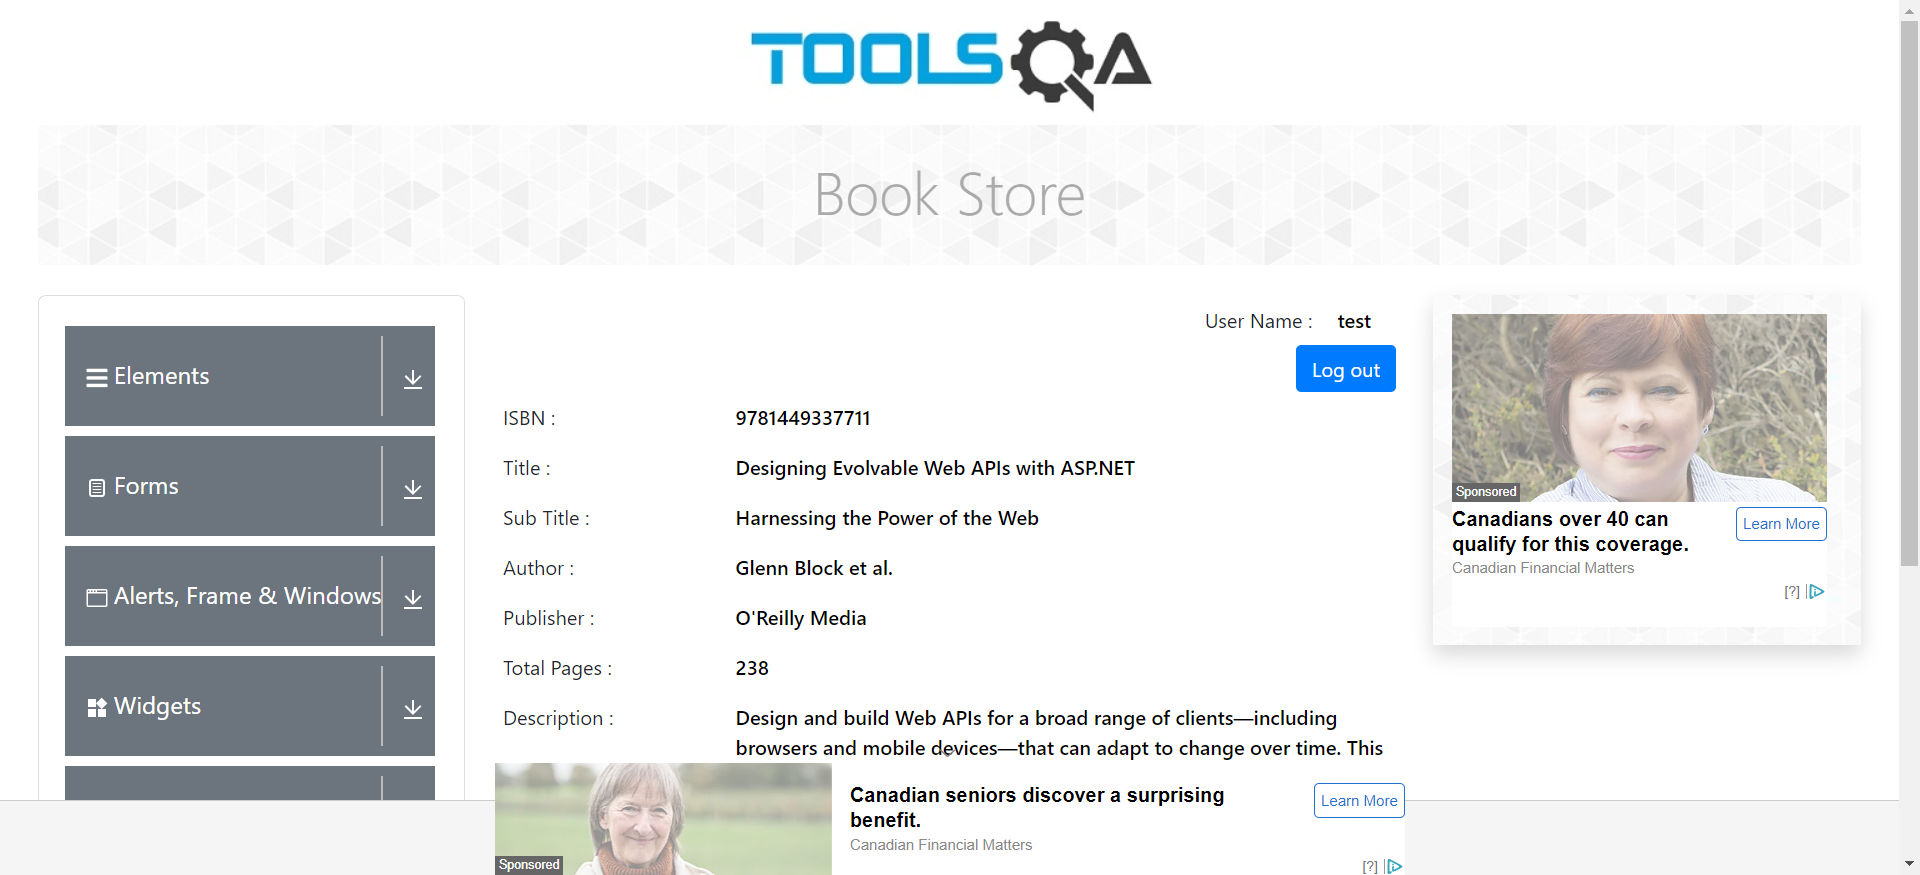 TOOLSQA
Book Store
Elements
Forms
Alerts, Frame & Windows
Widgets
User Name : test
Log out
ISBN : 9781449337711
Title : Designing Evolvable Web APIs with ASP.NET
Sub Title : Harnessing the Power of the Web
Author : Glenn Block et al.
Publisher : O'Reilly Media
Total Pages : 238
Description : Design and build Web APIs for a broad range of clients—including
browsers and mobile devices—that can adapt to change over time. This
Sponsored
Canadians over 40 can
qualify for this coverage.
Learn More
Canadian Financial Matters
[?]
Sponsored
Canadian seniors discover a surprising
benefit.
Learn More
Canadian Financial Matters
[?]